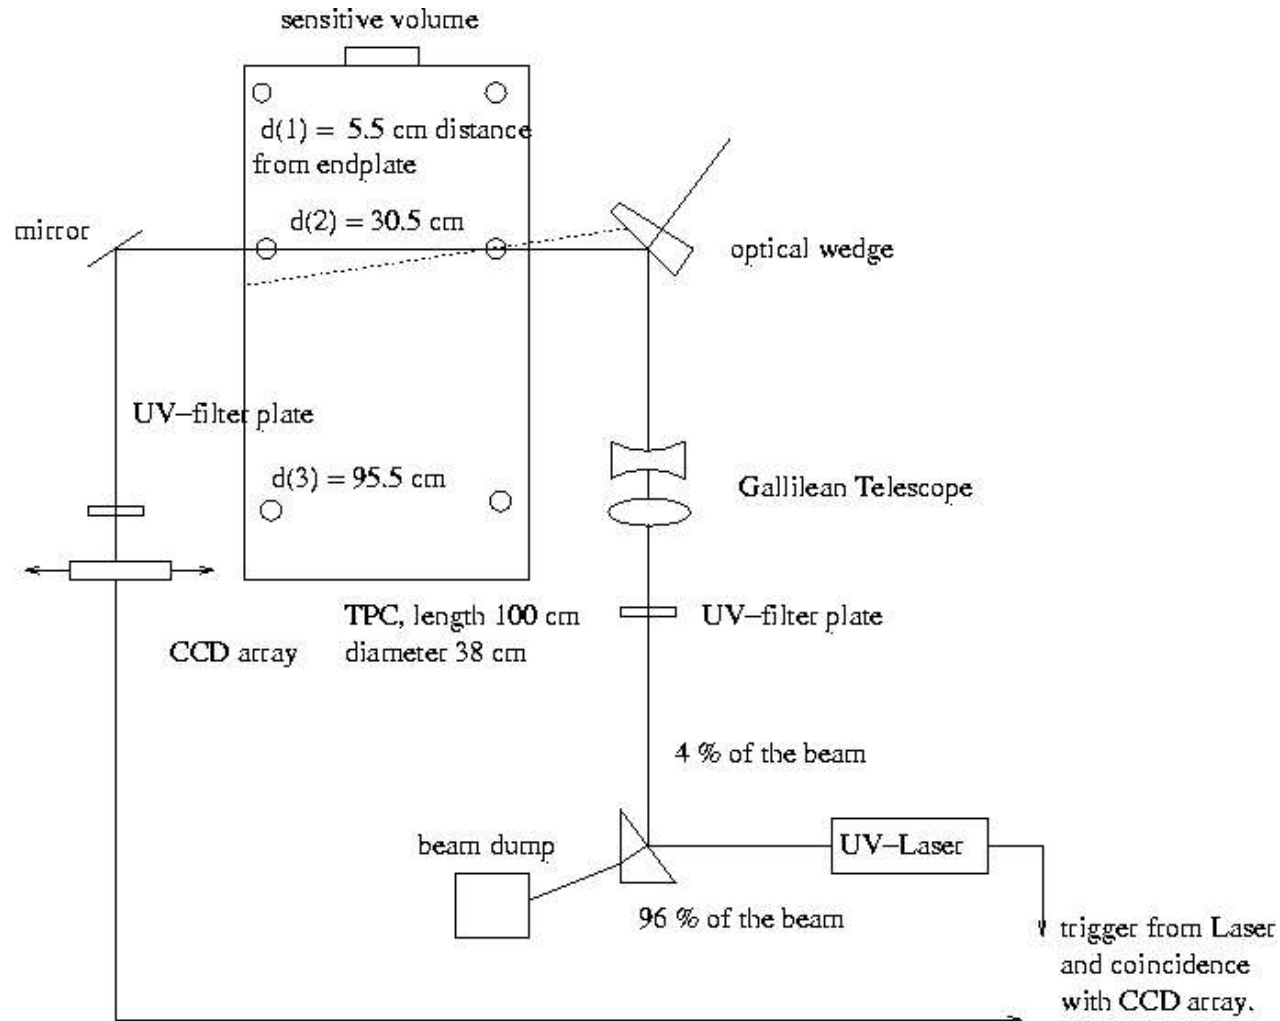 sensitive volume
d(1) = 5.5 cm distance
from endplate
mirror
d(2) = 30.5 cm
optical wedge
UV–filter plate
d(3) = 95.5 cm
Gallilean Telescope
TPC, length 100 cm
diameter 38 cm
UV–filter plate
CCD array
4 % of the beam
beam dump
UV–Laser
96 % of the beam
trigger from Laser
and coincidence
with CCD array.